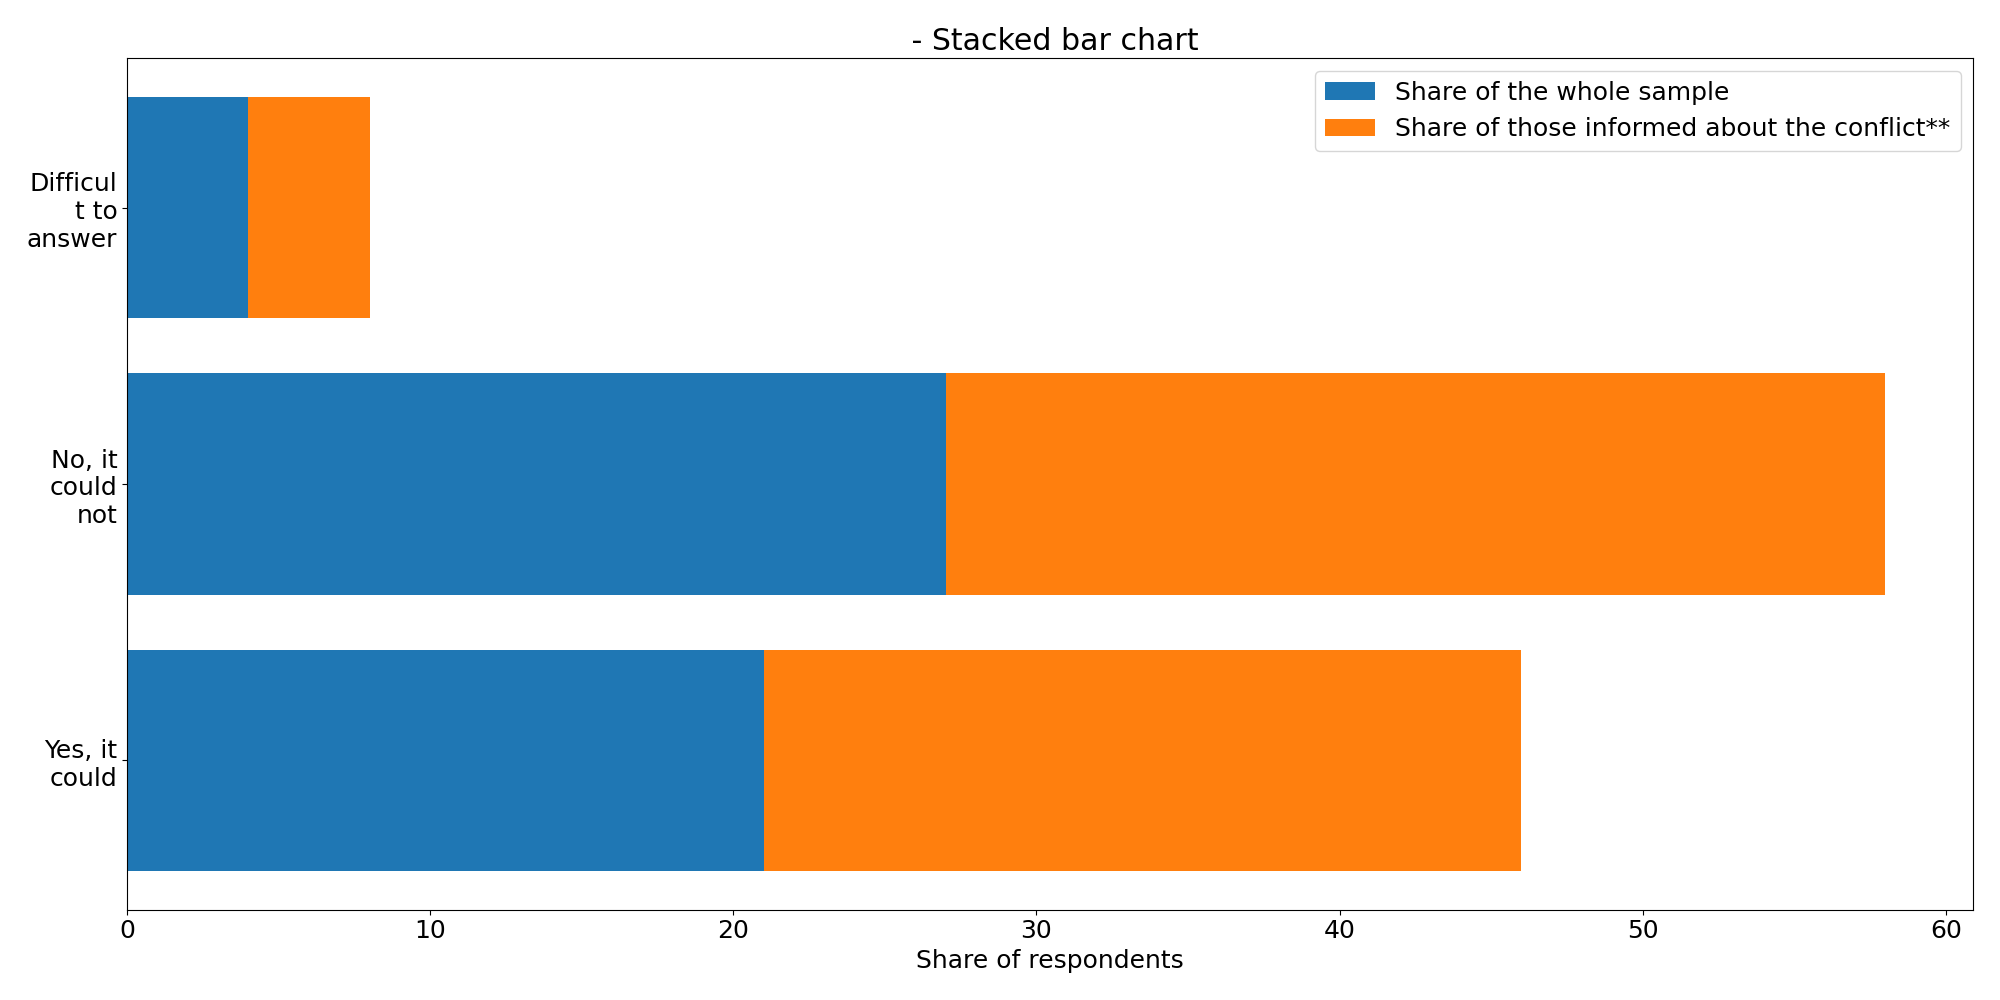 - Stacked bar chart
Share of the whole sample
Share of those informed about the conflict**
Difficul
t to
answer
No, it
could
not
Yes, it
could
0 10 20 30 40 50 60
Share of respondents